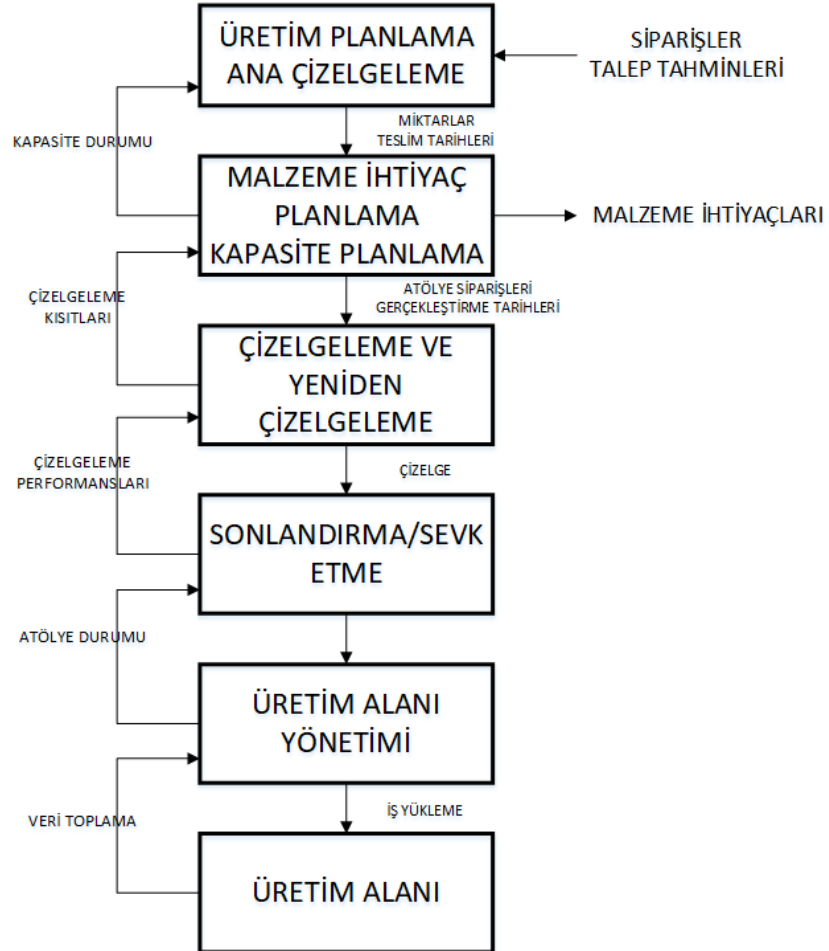 ÜRETİM PLANLAMA
ANA ÇİZELGELEME
SİPARİŞLER
TALEP TAHMİNLERİ
MİKTARLAR
TESLİM TARİHLERİ
KAPASİTE DURUMU
MALZEME İHTİYAÇ
PLANLAMA
KAPASİTE PLANLAMA
MALZEME İHTİYAÇLARI
ATÖLYE SİPARİŞLERİ
GERÇEKLEŞTİRME TARİHLERİ
ÇİZELGELEME
KISITLARI
ÇİZELGELEME VE
YENİDEN
ÇİZELGELEME
ÇİZELGELEME
PERFORMANSLARI
ÇİZELGE
SONLANDIRMA/SEVK
ETME
ATÖLYE DURUMU
ÜRETİM ALANI
YÖNETİMİ
VERİ TOPLAMA
İŞ YÜKLEME
ÜRETİM ALANI